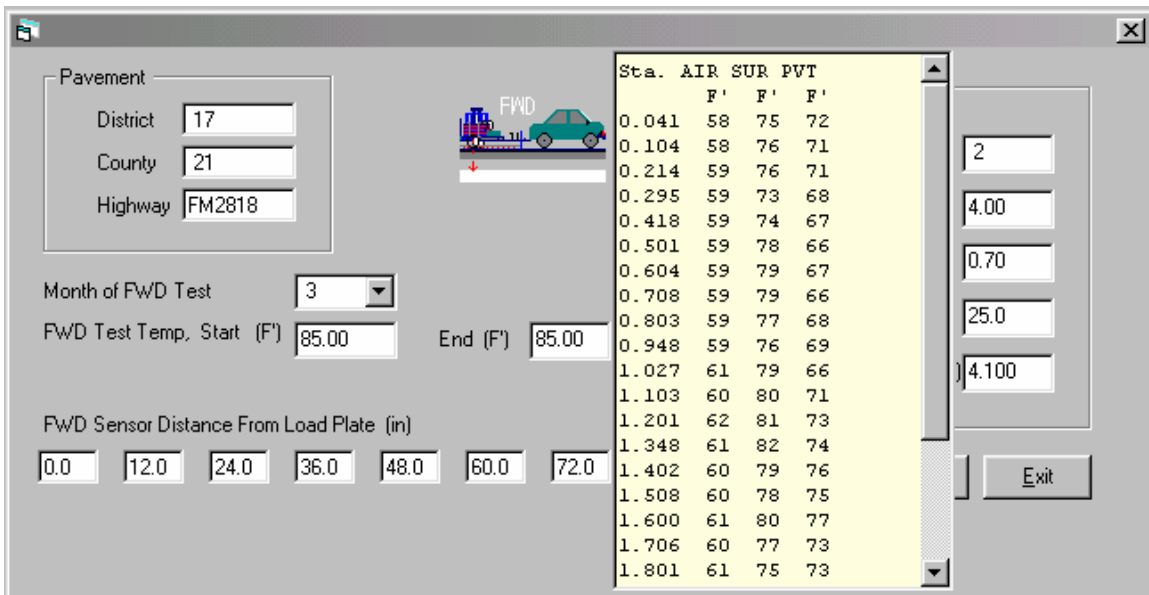 Pavement
District 17
County 21
Highway FM2818
FWD
Month of FWD Test 3
FWD Test Temp, Start (F') 85.00 End (F') 85.00
FWD Sensor Distance From Load Plate (in)
0.0 12.0 24.0 36.0 48.0 60.0 72.0
Sta. AIR SUR PVT
F' F' F'
0.041 58 75 72
0.104 58 76 71
0.214 59 76 71
0.295 59 73 68
0.418 59 74 67
0.501 59 78 66
0.604 59 79 67
0.708 59 79 66
0.803 59 77 68
0.948 59 76 69
1.027 61 79 66
1.103 60 80 71
1.201 62 81 73
1.348 61 82 74
1.402 60 79 76
1.508 60 78 75
1.600 61 80 77
1.706 60 77 73
1.801 61 75 73
2
4.00
0.70
25.0
) 4.100
Exit